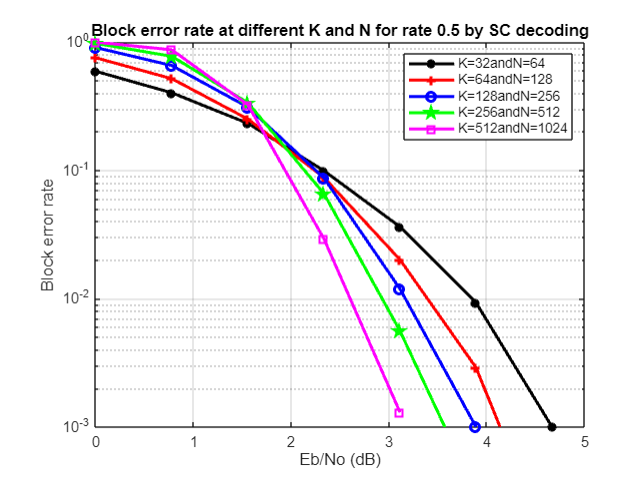 Block error rate at different K and N for rate 0.5 by SC decoding
10^0
K=32andN=64
K=64andN=128
K=128andN=256
K=256andN=512
K=512andN=1024
10^-1
Block error rate
10^-2
10^-3
0 1 2 3 4 5
Eb/No (dB)